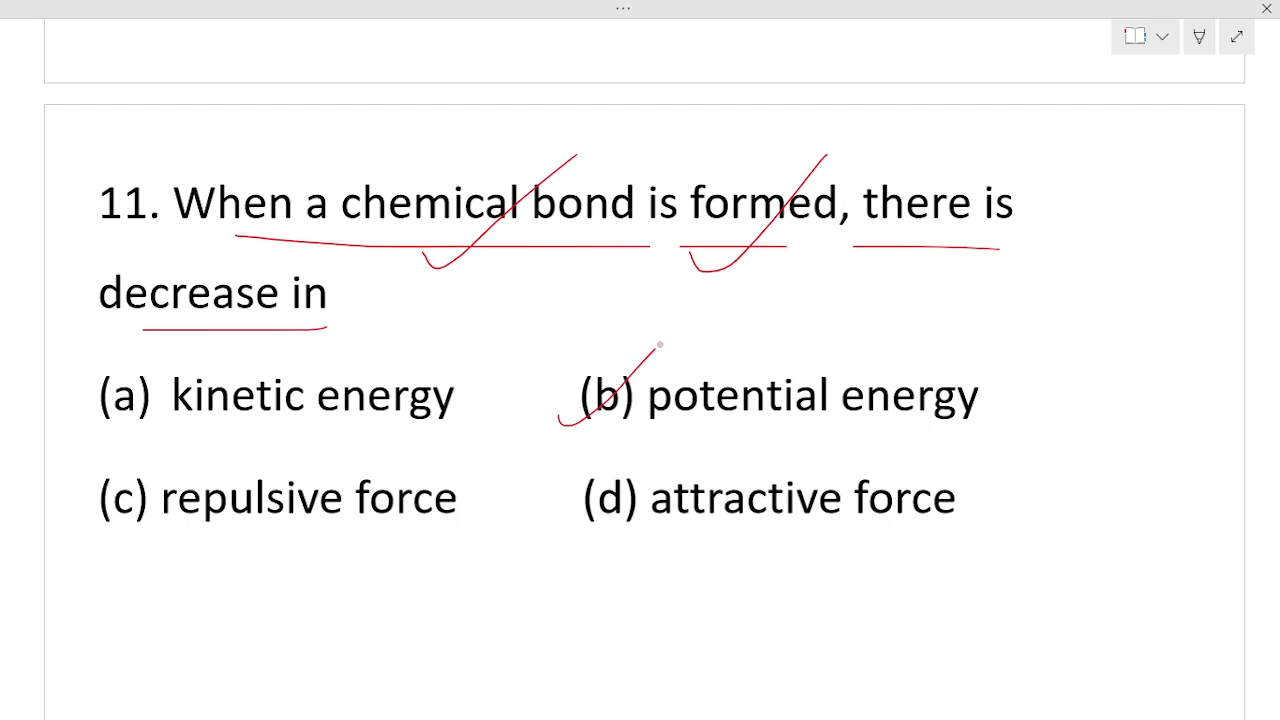 11. When a chemical bond is formed, there is
decrease in
(a) kinetic energy (b) potential energy
(c) repulsive force (d) attractive force